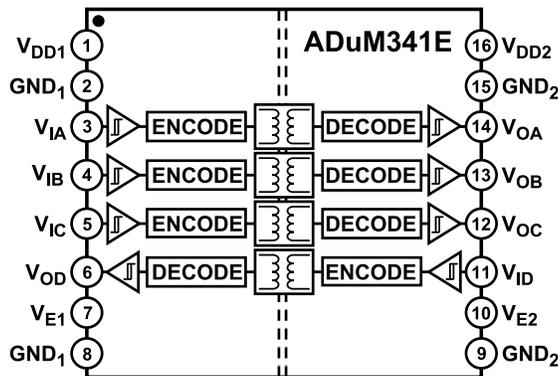 ADuM341E
VDD1 1 16 VDD2
GND1 2 15 GND2
VIA 3 ENCODE DECODE 14 VOA
VIB 4 ENCODE DECODE 13 VOB
VIC 5 ENCODE DECODE 12 VOC
VOD 6 DECODE ENCODE 11 VID
VE1 7 10 VE2
GND1 8 9 GND2